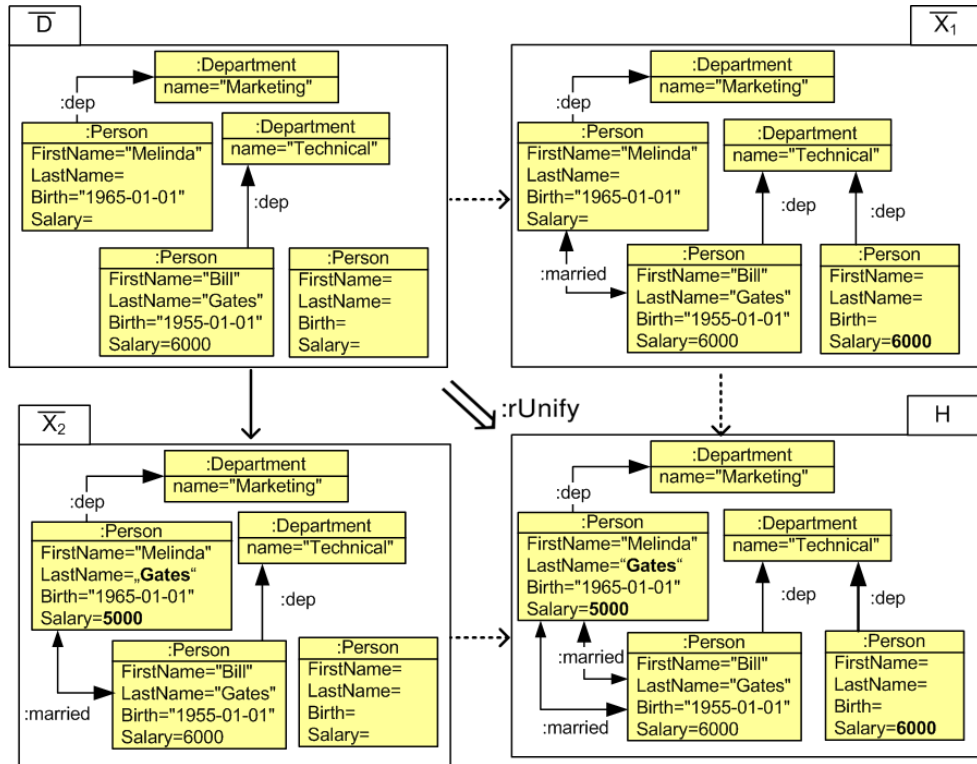 D
:Department
name="Marketing"
:dep
:Person
FirstName="Melinda"
LastName=
Birth="1965-01-01"
Salary=
:Department
name="Technical"
:dep
:Person
FirstName="Bill"
LastName="Gates"
Birth="1955-01-01"
Salary=6000
:Person
FirstName=
LastName=
Birth=
Salary=
X1
:Department
name="Marketing"
:dep
:Person
FirstName="Melinda"
LastName=
Birth="1965-01-01"
Salary=
:Department
name="Technical"
:dep
:dep
:married
:Person
FirstName="Bill"
LastName="Gates"
Birth="1955-01-01"
Salary=6000
:Person
FirstName=
LastName=
Birth=
Salary=6000
:rUnify
X2
:Department
name="Marketing"
:dep
:Person
FirstName="Melinda"
LastName=„Gates“
Birth="1965-01-01"
Salary=5000
:Department
name="Technical"
:dep
:married
:Person
FirstName="Bill"
LastName="Gates"
Birth="1955-01-01"
Salary=6000
:Person
FirstName=
LastName=
Birth=
Salary=
H
:Department
name="Marketing"
:dep
:Person
FirstName="Melinda"
LastName=“Gates“
Birth="1965-01-01"
Salary=5000
:Department
name="Technical"
:dep
:dep
:married
:married
:Person
FirstName="Bill"
LastName="Gates"
Birth="1955-01-01"
Salary=6000
:Person
FirstName=
LastName=
Birth=
Salary=6000